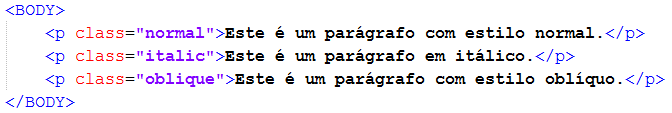 <BODY>
<p class="normal">Este é um parágrafo com estilo normal.</p>
<p class="italic">Este é um parágrafo em itálico.</p>
<p class="oblique">Este é um parágrafo com estilo oblíquo.</p>
</BODY>